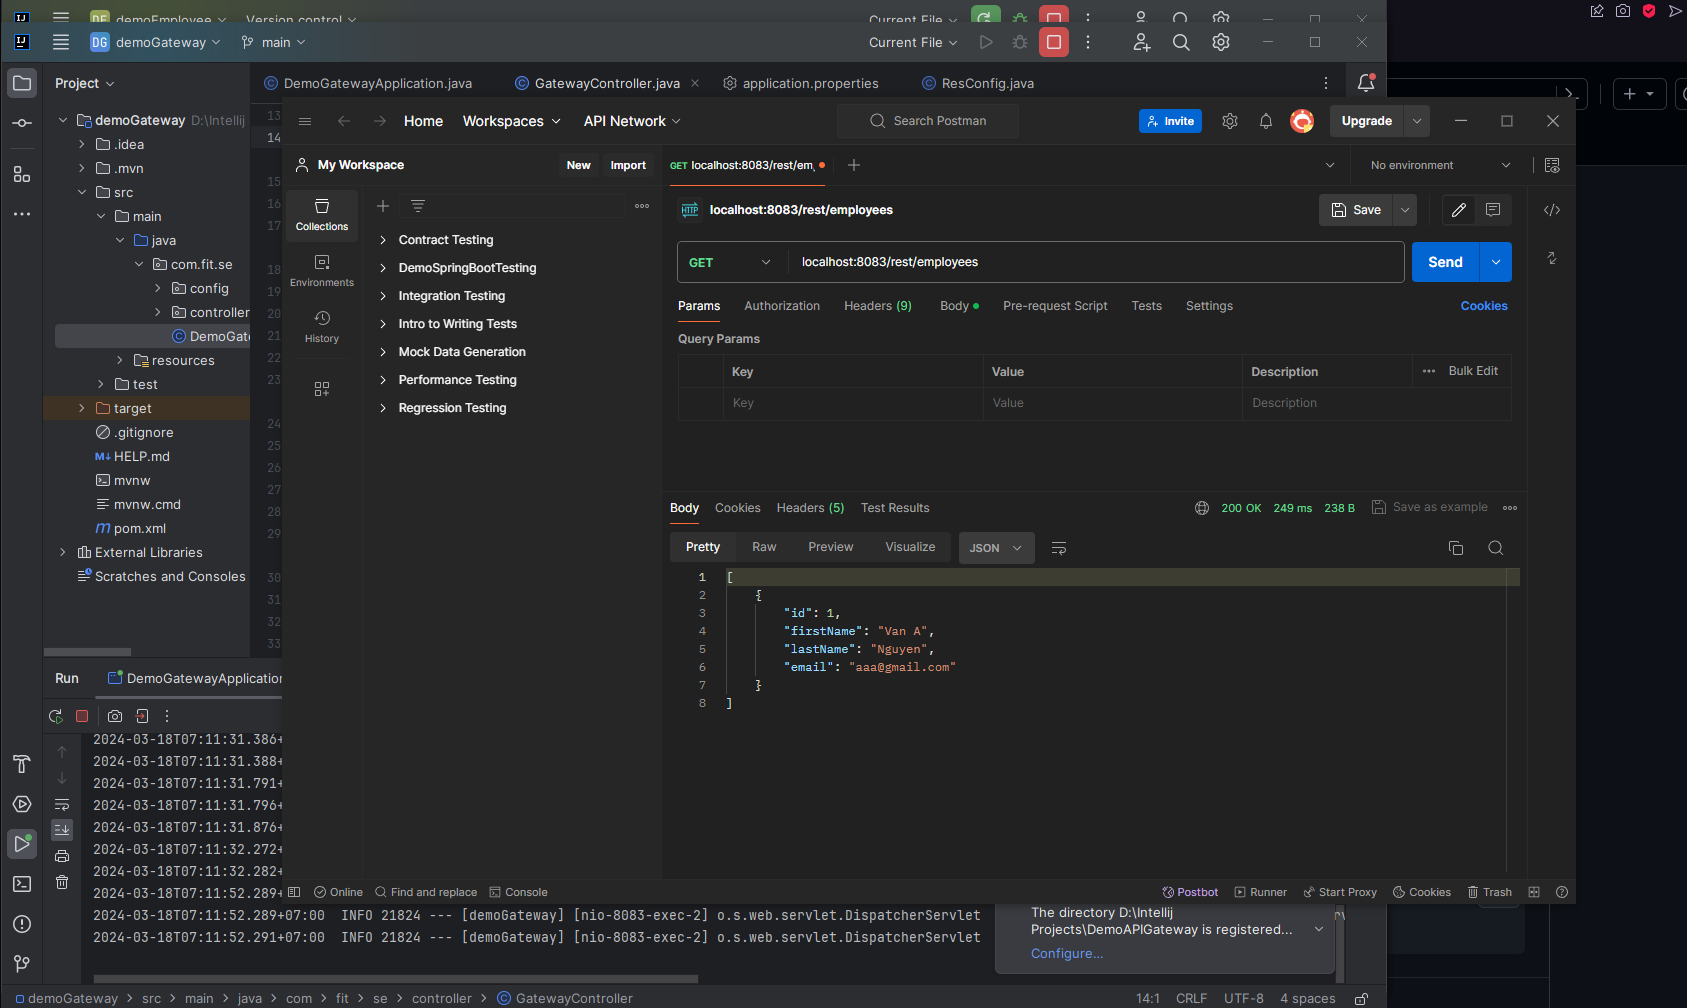 demoEmployee Version control Current File
DG demoGateway main Current File
Project
DemoGatewayApplication.java GatewayController.java application.properties ResConfig.java
demoGateway D:\Intellij
.idea
.mvn
src
main
java
com.fit.se
config
controller
DemoGate
resources
test
target
.gitignore
HELP.md
mvnw
mvnw.cmd
pom.xml
External Libraries
Scratches and Consoles
13
14
15
16
17
18
19
20
21
22
23
24
25
26
27
28
29
30
31
32
33
Home Workspaces API Network Search Postman Invite Upgrade
My Workspace New Import
GET localhost:8083/rest/em No environment
Collections
Environments
History
Contract Testing
DemoSpringBootTesting
Integration Testing
Intro to Writing Tests
Mock Data Generation
Performance Testing
Regression Testing
HTTP localhost:8083/rest/employees Save
GET localhost:8083/rest/employees Send
Params Authorization Headers (9) Body Pre-request Script Tests Settings Cookies
Query Params
Key Value Description Bulk Edit
Key Value Description
Body Cookies Headers (5) Test Results 200 OK 249 ms 238 B Save as example
Pretty Raw Preview Visualize JSON
1 [
2 {
3 "id": 1,
4 "firstName": "Van A",
5 "lastName": "Nguyen",
6 "email": "aaa@gmail.com"
7 }
8 ]
Online Find and replace Console Postbot Runner Start Proxy Cookies Trash
Run DemoGatewayApplication
2024-03-18T07:11:31.386+
2024-03-18T07:11:31.388+
2024-03-18T07:11:31.791+
2024-03-18T07:11:31.796+
2024-03-18T07:11:31.876+
2024-03-18T07:11:32.272+
2024-03-18T07:11:32.282+
2024-03-18T07:11:52.289+
2024-03-18T07:11:52.289+07:00 INFO 21824 --- [demoGateway] [nio-8083-exec-2] o.s.web.servlet.DispatcherServlet
2024-03-18T07:11:52.291+07:00 INFO 21824 --- [demoGateway] [nio-8083-exec-2] o.s.web.servlet.DispatcherServlet
The directory D:\Intellij
Projects\DemoAPIGateway is registered...
Configure...
demoGateway > src > main > java > com > fit > se > controller > GatewayController 14:1 CRLF UTF-8 4 spaces